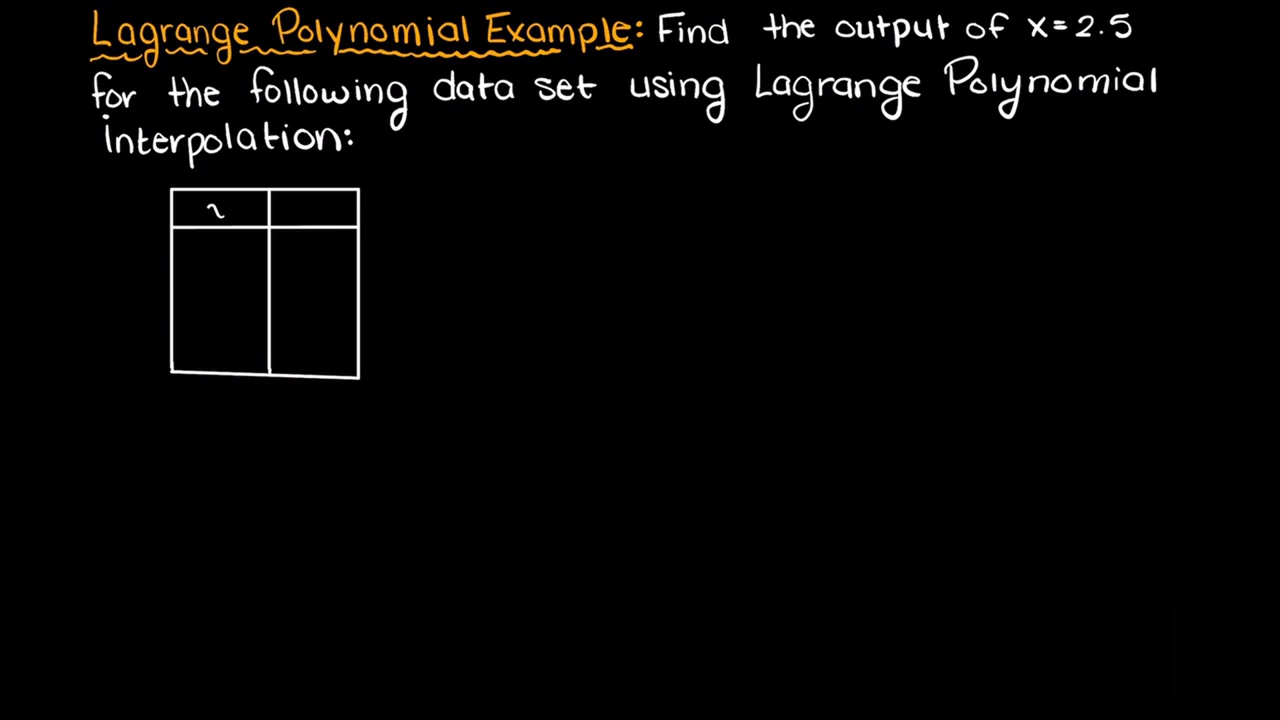 Lagrange Polynomial Example: Find the output of x=2.5
for the following data set using Lagrange Polynomial
interpolation: